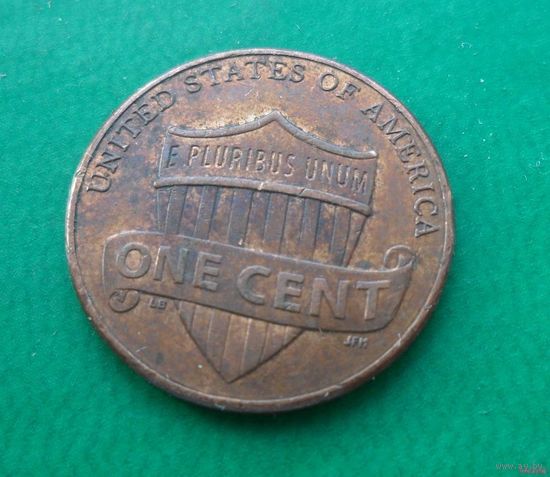 UNITED STATES OF AMERICA
E PLURIBUS UNUM
ONE CENT
LB
JFM